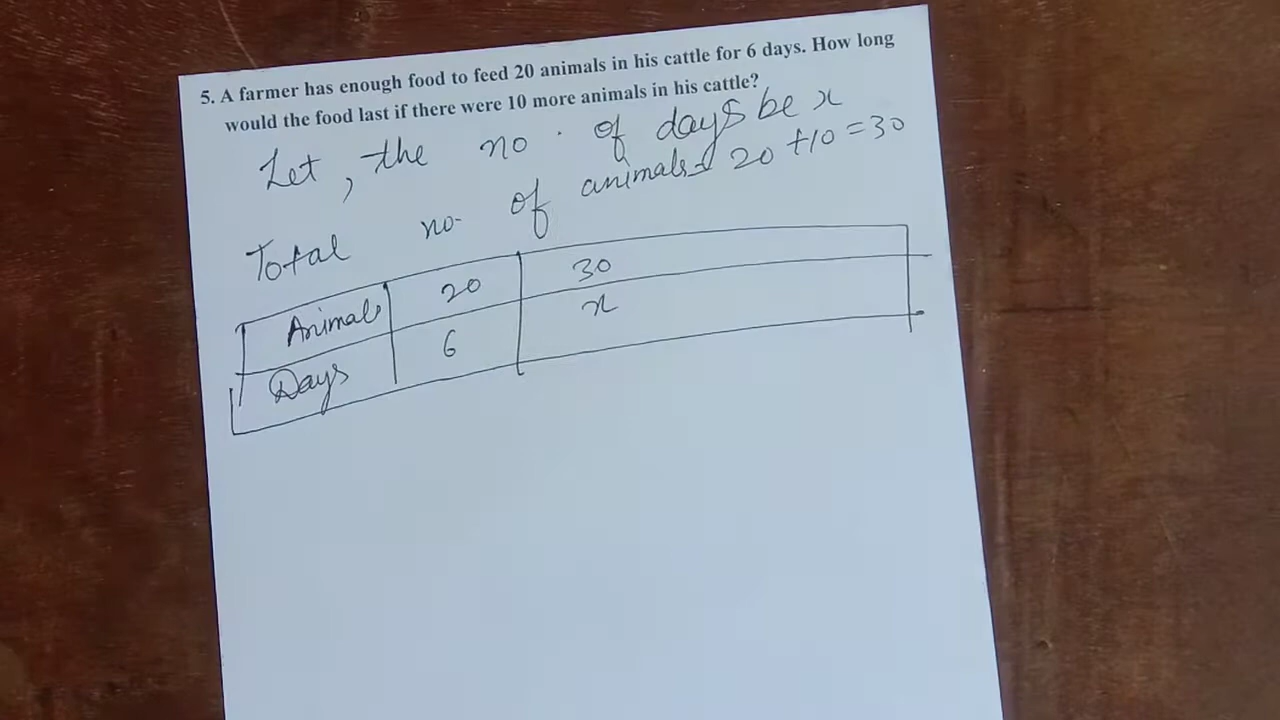 5. A farmer has enough food to feed 20 animals in his cattle for 6 days. How long
would the food last if there were 10 more animals in his cattle?
Let, the no. of days be x
Total no. of animals = 20 +10 = 30
Animals 20 30
Days 6 x